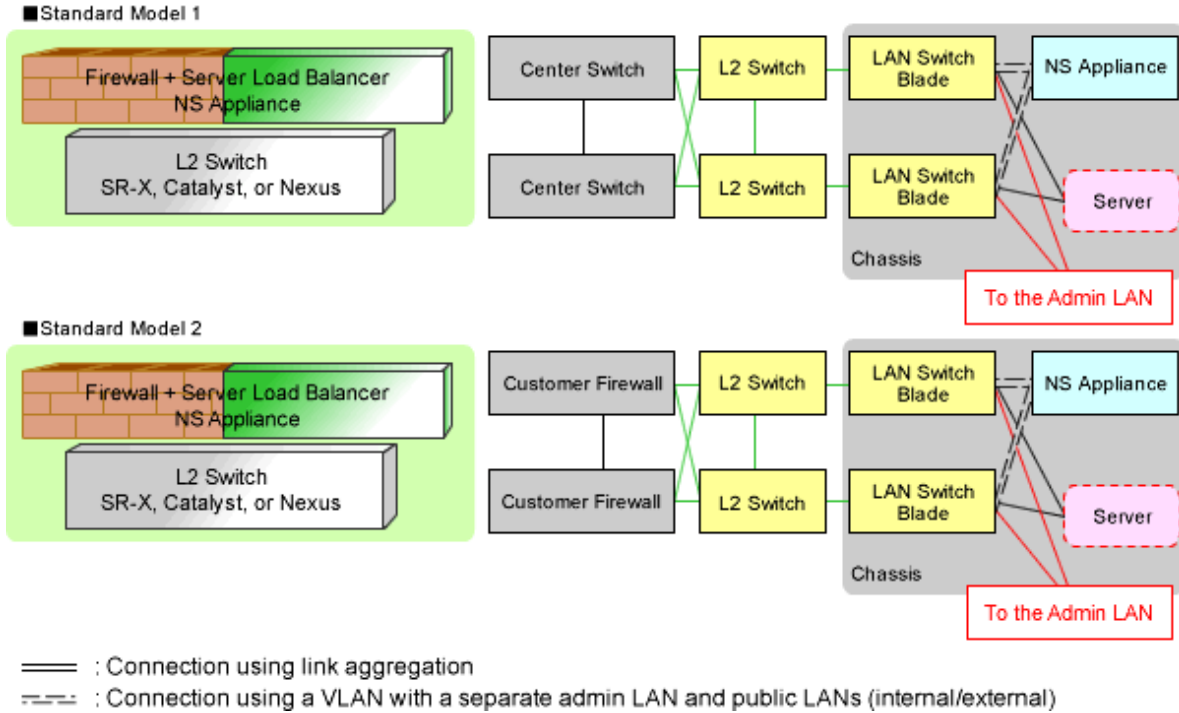 ■Standard Model 1
Firewall + Server Load Balancer
NS Appliance
L2 Switch
SR-X, Catalyst, or Nexus
Center Switch
L2 Switch
LAN Switch
Blade
NS Appliance
Center Switch
L2 Switch
LAN Switch
Blade
Server
Chassis
To the Admin LAN
■Standard Model 2
Firewall + Server Load Balancer
NS Appliance
L2 Switch
SR-X, Catalyst, or Nexus
Customer Firewall
L2 Switch
LAN Switch
Blade
NS Appliance
Customer Firewall
L2 Switch
LAN Switch
Blade
Server
Chassis
To the Admin LAN
: Connection using link aggregation
: Connection using a VLAN with a separate admin LAN and public LANs (internal/external)